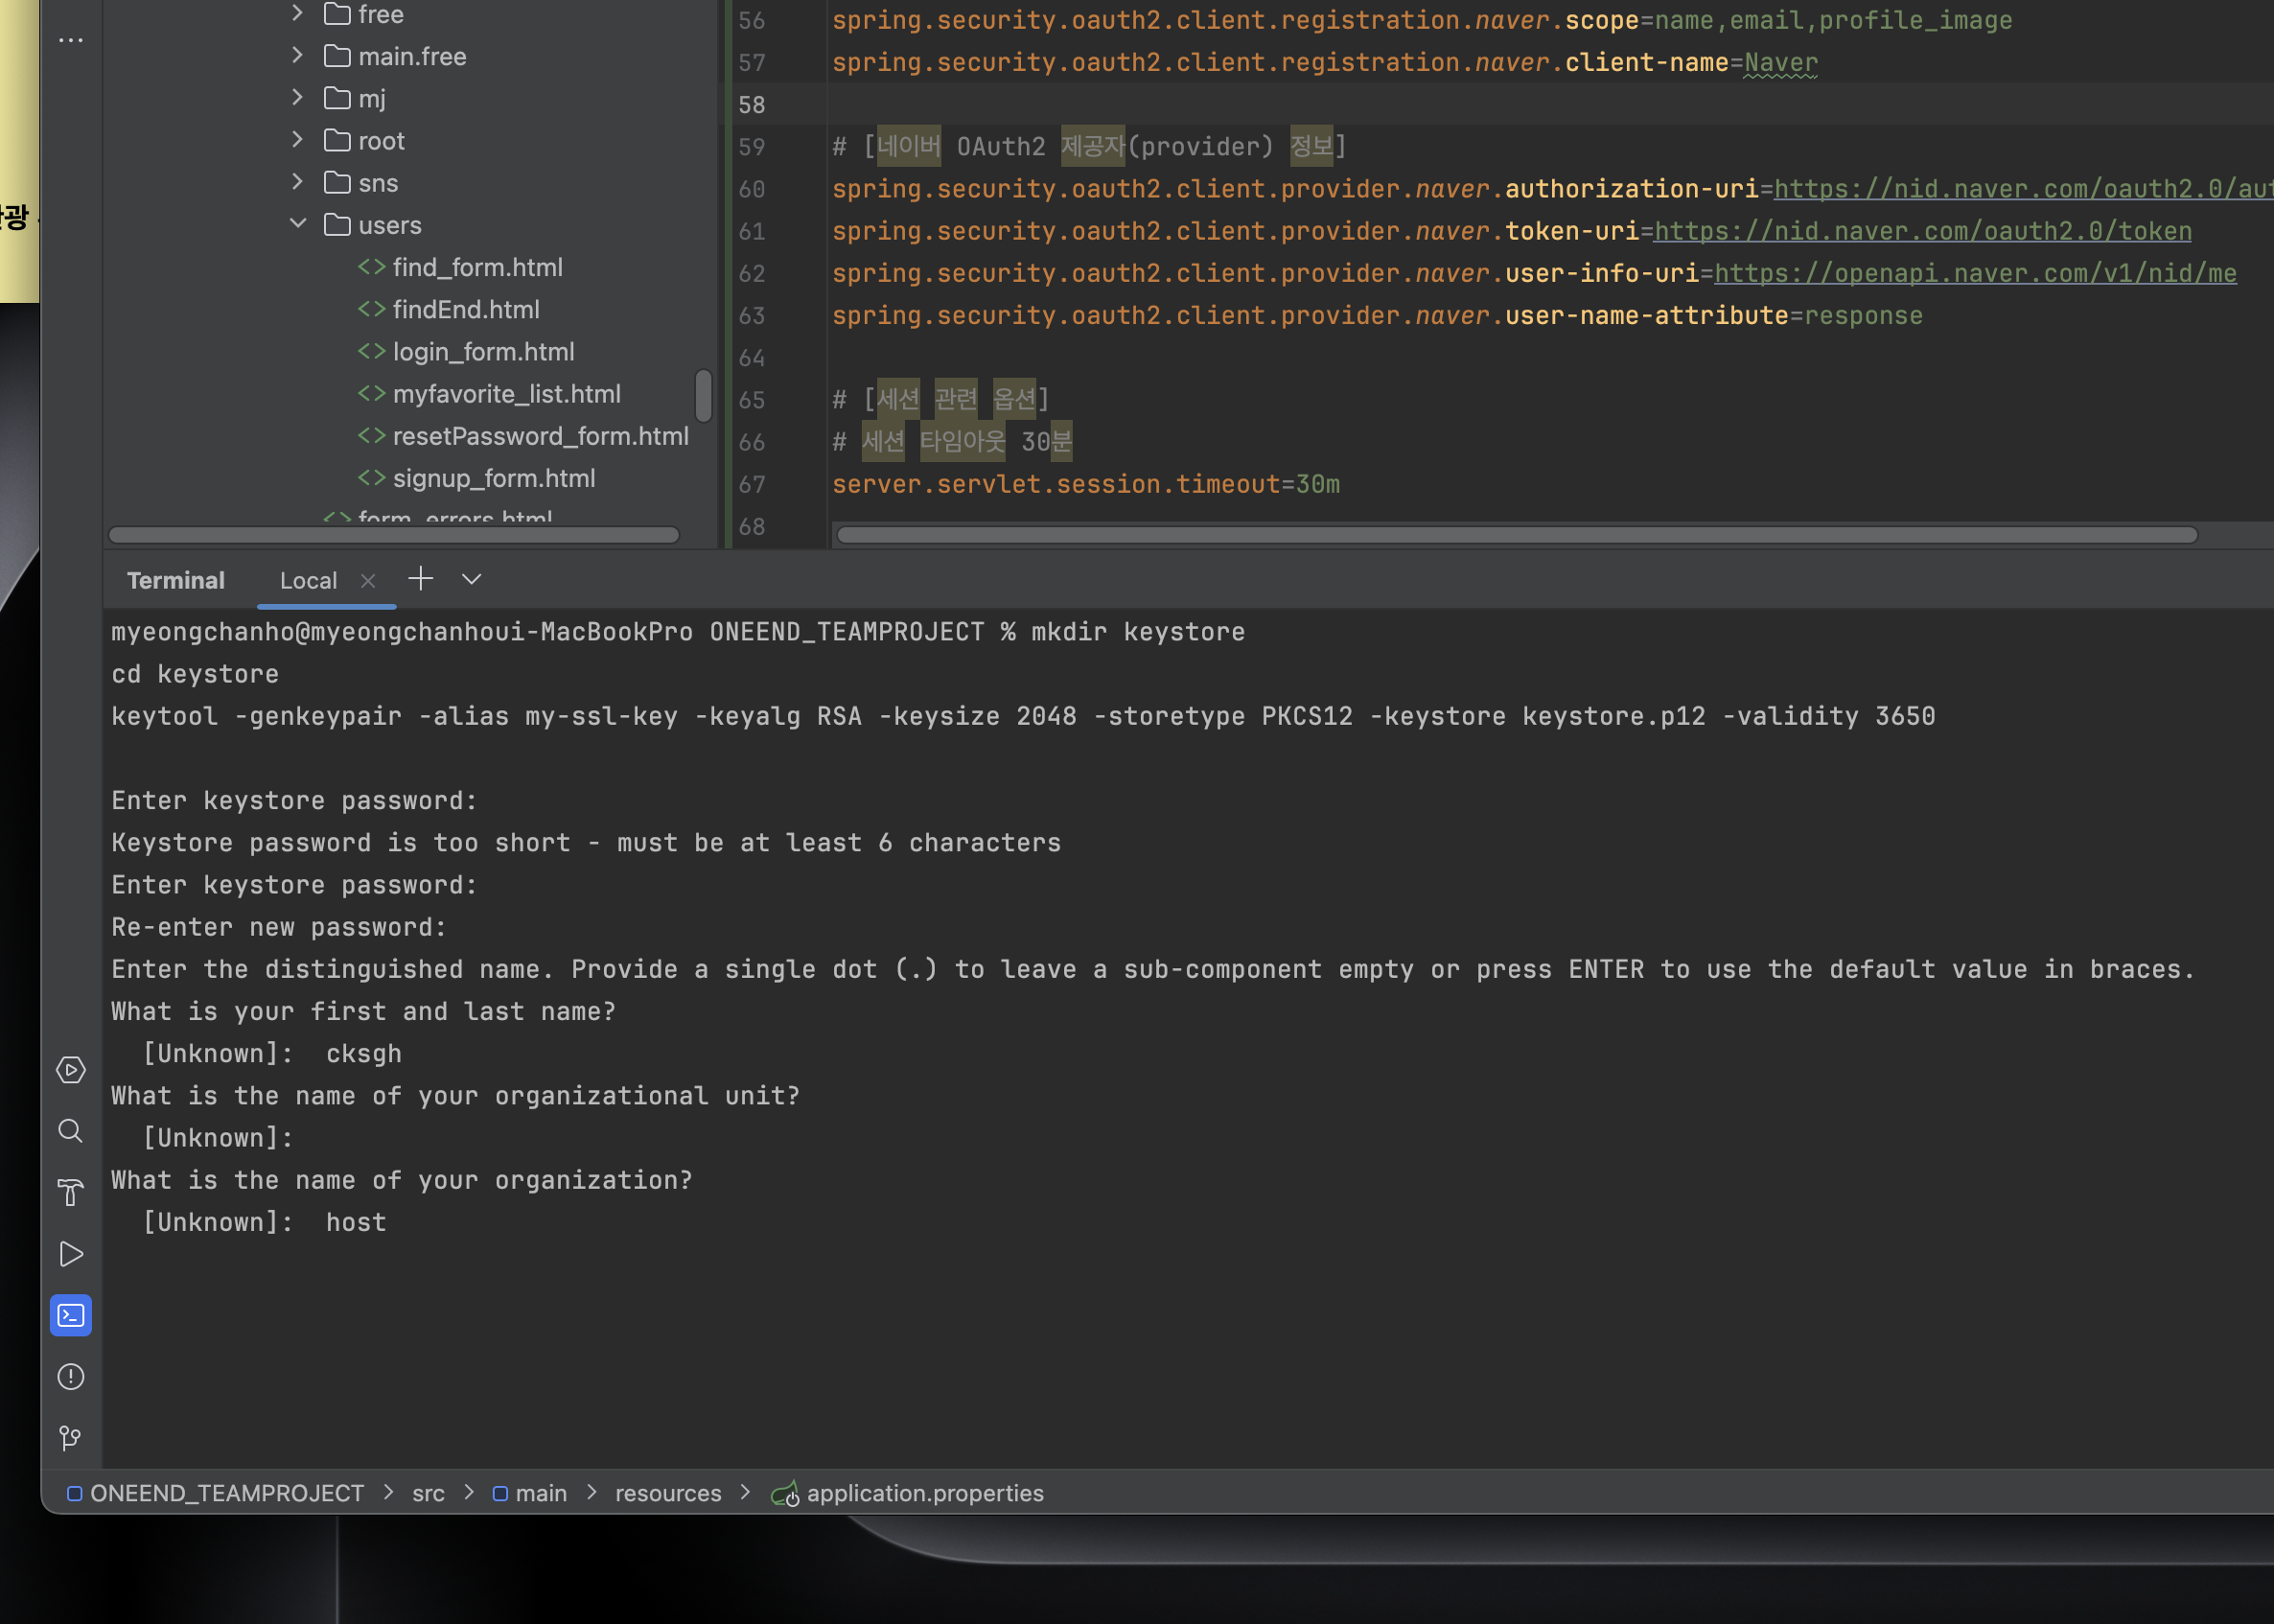 free
main.free
mj
root
sns
users
find_form.html
findEnd.html
login_form.html
myfavorite_list.html
resetPassword_form.html
signup_form.html
form_errors.html
56 spring.security.oauth2.client.registration.naver.scope=name,email,profile_image
57 spring.security.oauth2.client.registration.naver.client-name=Naver
58
59 # [네이버 OAuth2 제공자(provider) 정보]
60 spring.security.oauth2.client.provider.naver.authorization-uri=https://nid.naver.com/oauth2.0/aut
61 spring.security.oauth2.client.provider.naver.token-uri=https://nid.naver.com/oauth2.0/token
62 spring.security.oauth2.client.provider.naver.user-info-uri=https://openapi.naver.com/v1/nid/me
63 spring.security.oauth2.client.provider.naver.user-name-attribute=response
64
65 # [세션 관련 옵션]
66 # 세션 타임아웃 30분
67 server.servlet.session.timeout=30m
68
Terminal Local
myeongchanho@myeongchanhoui-MacBookPro ONEEND_TEAMPROJECT % mkdir keystore
cd keystore
keytool -genkeypair -alias my-ssl-key -keyalg RSA -keysize 2048 -storetype PKCS12 -keystore keystore.p12 -validity 3650
Enter keystore password:
Keystore password is too short - must be at least 6 characters
Enter keystore password:
Re-enter new password:
Enter the distinguished name. Provide a single dot (.) to leave a sub-component empty or press ENTER to use the default value in braces.
What is your first and last name?
[Unknown]: cksgh
What is the name of your organizational unit?
[Unknown]:
What is the name of your organization?
[Unknown]: host
ONEEND_TEAMPROJECT > src > main > resources > application.properties